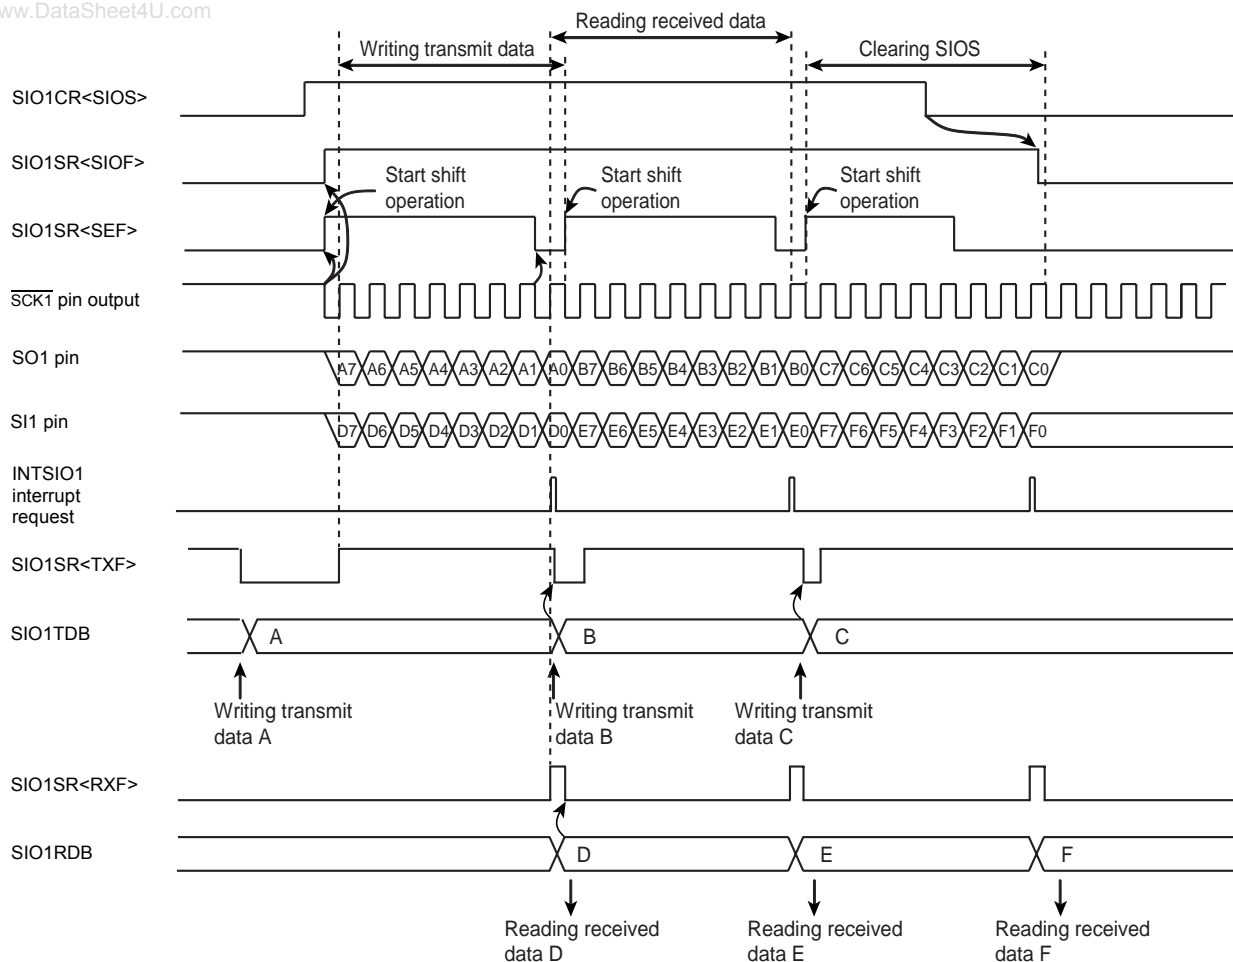 www.DataSheet4U.com
Reading received data
Writing transmit data
Clearing SIOS
SIO1CR<SIOS>
SIO1SR<SIOF>
Start shift
operation
Start shift
operation
Start shift
operation
SIO1SR<SEF>
SCK1 pin output
SO1 pin
A7 A6 A5 A4 A3 A2 A1 A0 B7 B6 B5 B4 B3 B2 B1 B0 C7 C6 C5 C4 C3 C2 C1 C0
SI1 pin
D7 D6 D5 D4 D3 D2 D1 D0 E7 E6 E5 E4 E3 E2 E1 E0 F7 F6 F5 F4 F3 F2 F1 F0
INTSIO1
interrupt
request
SIO1SR<TXF>
SIO1TDB
A B C
Writing transmit
data A
Writing transmit
data B
Writing transmit
data C
SIO1SR<RXF>
SIO1RDB
D E F
Reading received
data D
Reading received
data E
Reading received
data F